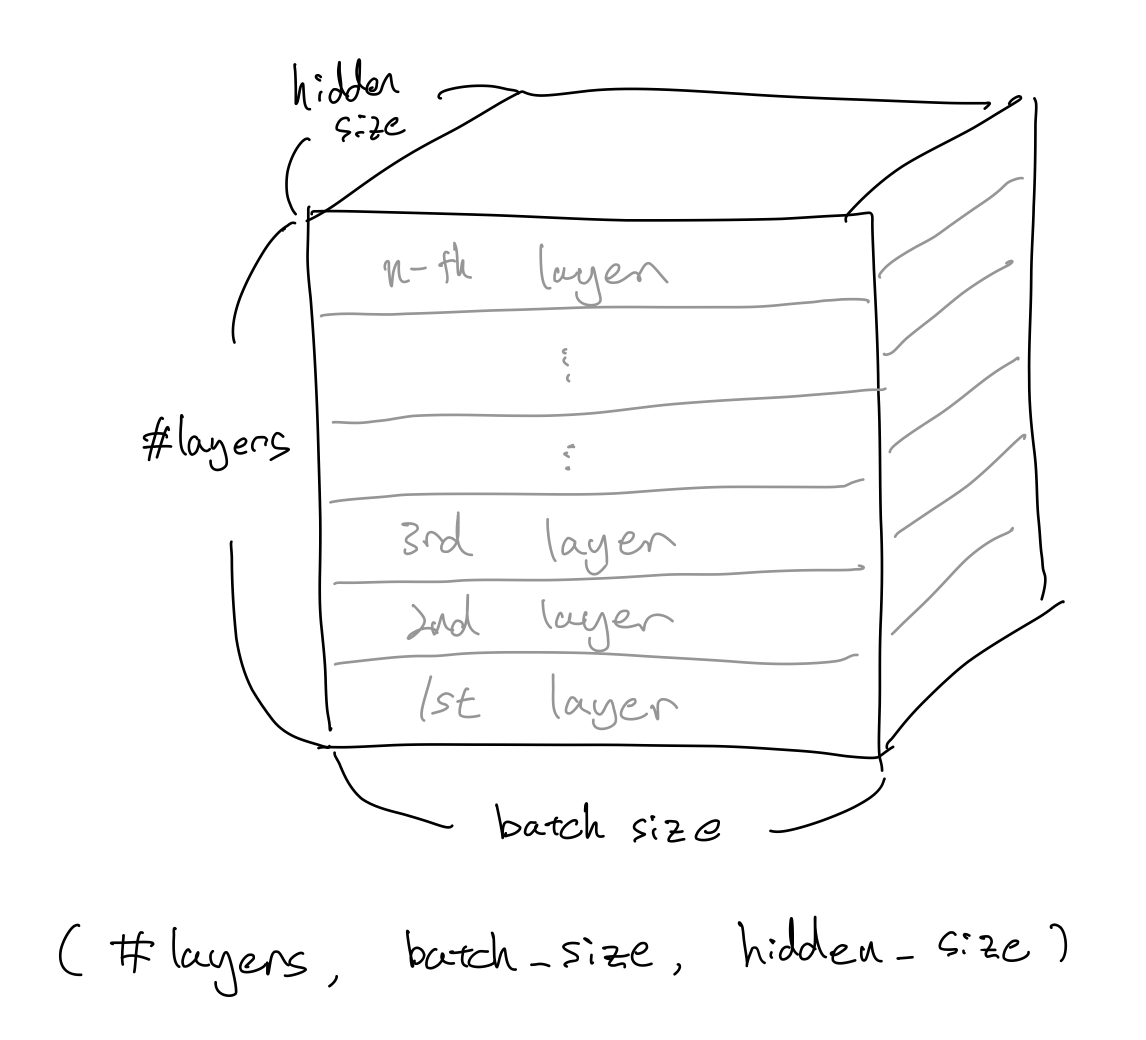 hidden
size
n-th layer
⋮
#layers
⋮
3rd layer
2nd layer
1st layer
batch size
( #layers, batch_size, hidden_size )